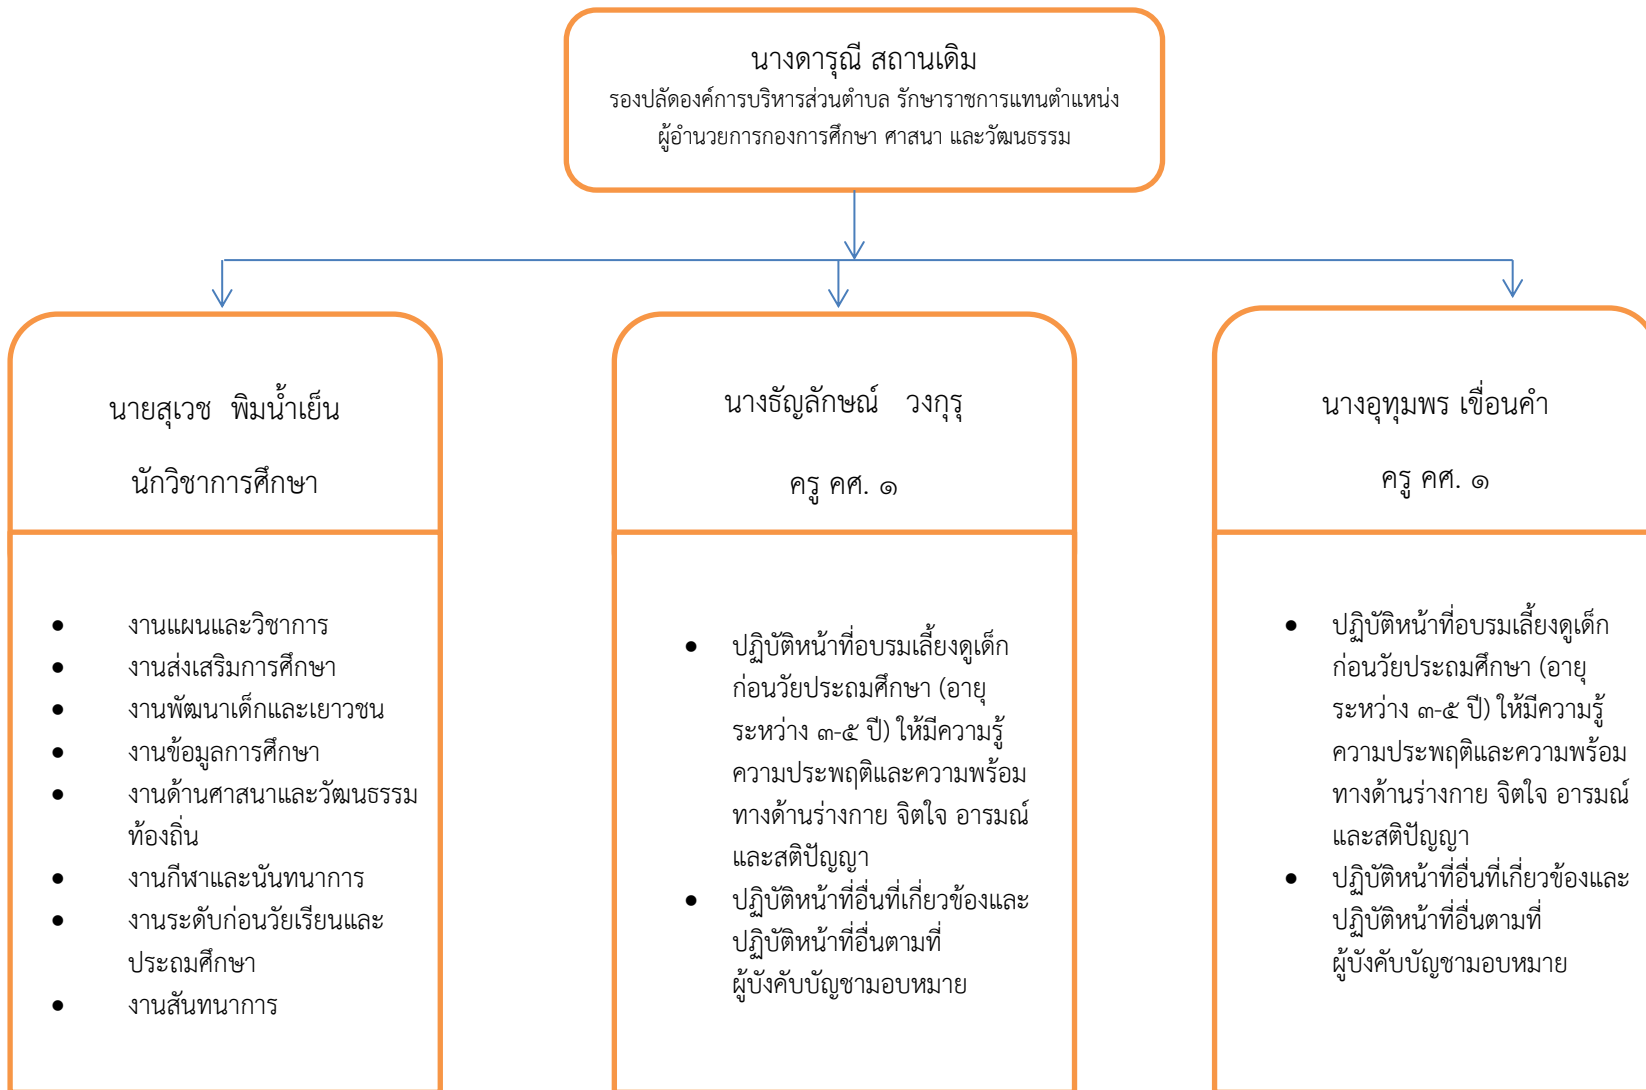 นางดารุณี สถานเดิม
รองปลัดองค์การบริหารส่วนตำบล รักษาราชการแทนตำแหน่ง
ผู้อำนวยการกองการศึกษา ศาสนา และวัฒนธรรม
นายสุเวช พิมน้ำเย็น
นักวิชาการศึกษา
• งานแผนและวิชาการ
• งานส่งเสริมการศึกษา
• งานพัฒนาเด็กและเยาวชน
• งานข้อมูลการศึกษา
• งานด้านศาสนาและวัฒนธรรม
ท้องถิ่น
• งานกีฬาและนันทนาการ
• งานระดับก่อนวัยเรียนและ
ประถมศึกษา
• งานสันทนาการ
นางธัญลักษณ์ วงกุรุ
ครู คศ. ๑
• ปฏิบัติหน้าที่อบรมเลี้ยงดูเด็ก
ก่อนวัยประถมศึกษา (อายุ
ระหว่าง ๓-๕ ปี) ให้มีความรู้
ความประพฤติและความพร้อม
ทางด้านร่างกาย จิตใจ อารมณ์
และสติปัญญา
• ปฏิบัติหน้าที่อื่นที่เกี่ยวข้องและ
ปฏิบัติหน้าที่อื่นตามที่
ผู้บังคับบัญชามอบหมาย
นางอุทุมพร เขื่อนคำ
ครู คศ. ๑
• ปฏิบัติหน้าที่อบรมเลี้ยงดูเด็ก
ก่อนวัยประถมศึกษา (อายุ
ระหว่าง ๓-๕ ปี) ให้มีความรู้
ความประพฤติและความพร้อม
ทางด้านร่างกาย จิตใจ อารมณ์
และสติปัญญา
• ปฏิบัติหน้าที่อื่นที่เกี่ยวข้องและ
ปฏิบัติหน้าที่อื่นตามที่
ผู้บังคับบัญชามอบหมาย